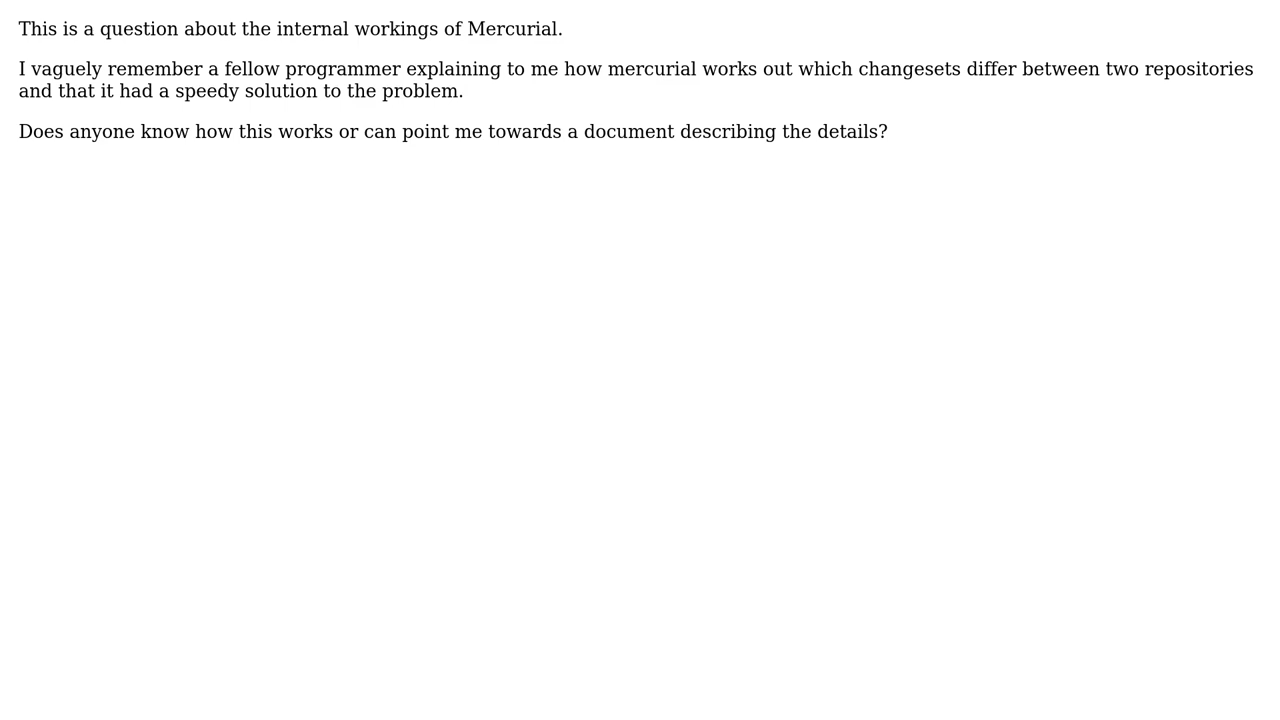 This is a question about the internal workings of Mercurial.
I vaguely remember a fellow programmer explaining to me how mercurial works out which changesets differ between two repositories
and that it had a speedy solution to the problem.
Does anyone know how this works or can point me towards a document describing the details?